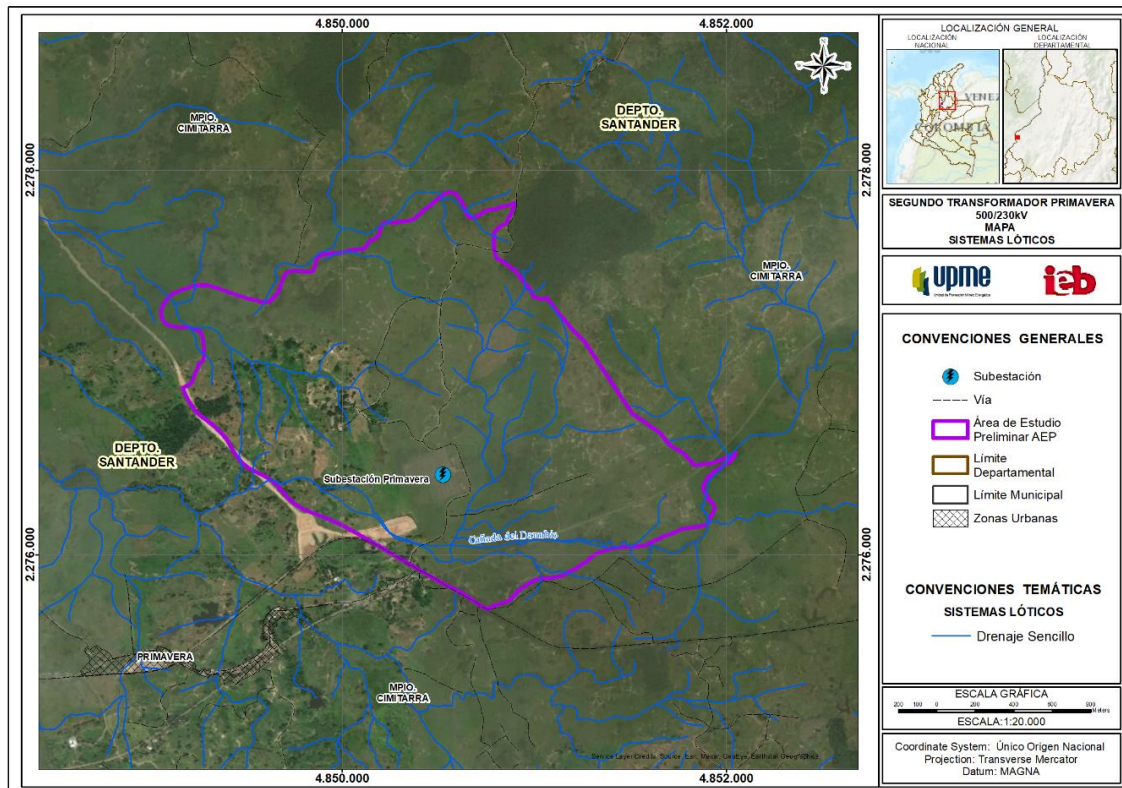 4.850.000
4.852.000
2.278.000
2.278.000
2.276.000
2.276.000
MPIO.
CIMITARRA
DEPTO.
SANTANDER
MPIO.
CIMITARRA
DEPTO.
SANTANDER
Subestación Primavera
Cañada del Danubio
PRIMAVERA
MPIO.
CIMITARRA
4.850.000
4.852.000
LOCALIZACIÓN GENERAL
LOCALIZACIÓN
NACIONAL
LOCALIZACIÓN
DEPARTAMENTAL
COLOMBIA
SEGUNDO TRANSFORMADOR PRIMAVERA
500/230kV
MAPA
SISTEMAS LÓTICOS
upme
ieb
CONVENCIONES GENERALES
Subestación
Vía
Área de Estudio
Preliminar AEP
Límite
Departamental
Límite Municipal
Zonas Urbanas
CONVENCIONES TEMÁTICAS
SISTEMAS LÓTICOS
Drenaje Sencillo
ESCALA GRÁFICA
200 100 0 200 400 600 800
Meters
ESCALA:1:20.000
Coordinate System: Único Origen Nacional
Projection: Transverse Mercator
Datum: MAGNA